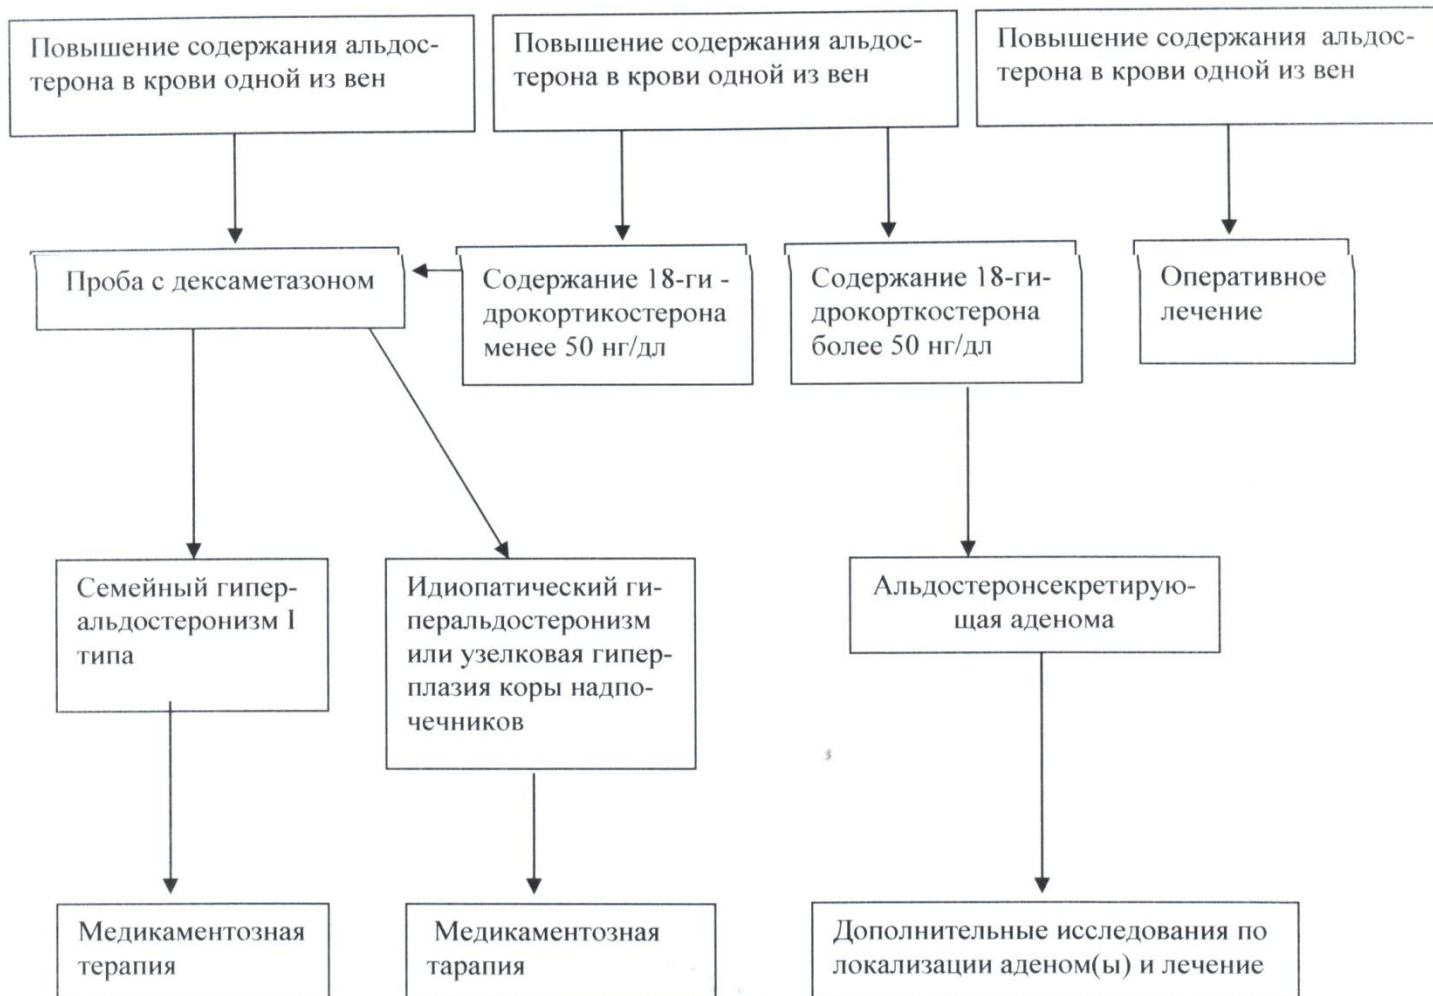 Повышение содержания альдос-
терона в крови одной из вен
Повышение содержания альдос-
терона в крови одной из вен
Повышение содержания альдос-
терона в крови одной из вен
Проба с дексаметазоном
Содержание 18-ги -
дрокортикостерона
менее 50 нг/дл
Содержание 18-ги-
дрокорткостерона
более 50 нг/дл
Оперативное
лечение
Семейный гипер-
альдостеронизм I
типа
Идиопатический ги-
перальдостеронизм
или узелковая гипер-
плазия коры надпо-
чечников
Альдостеронсекретирую-
щая аденома
Медикаментозная
терапия
Медикаментозная
тарапия
Дополнительные исследования по
локализации аденом(ы) и лечение